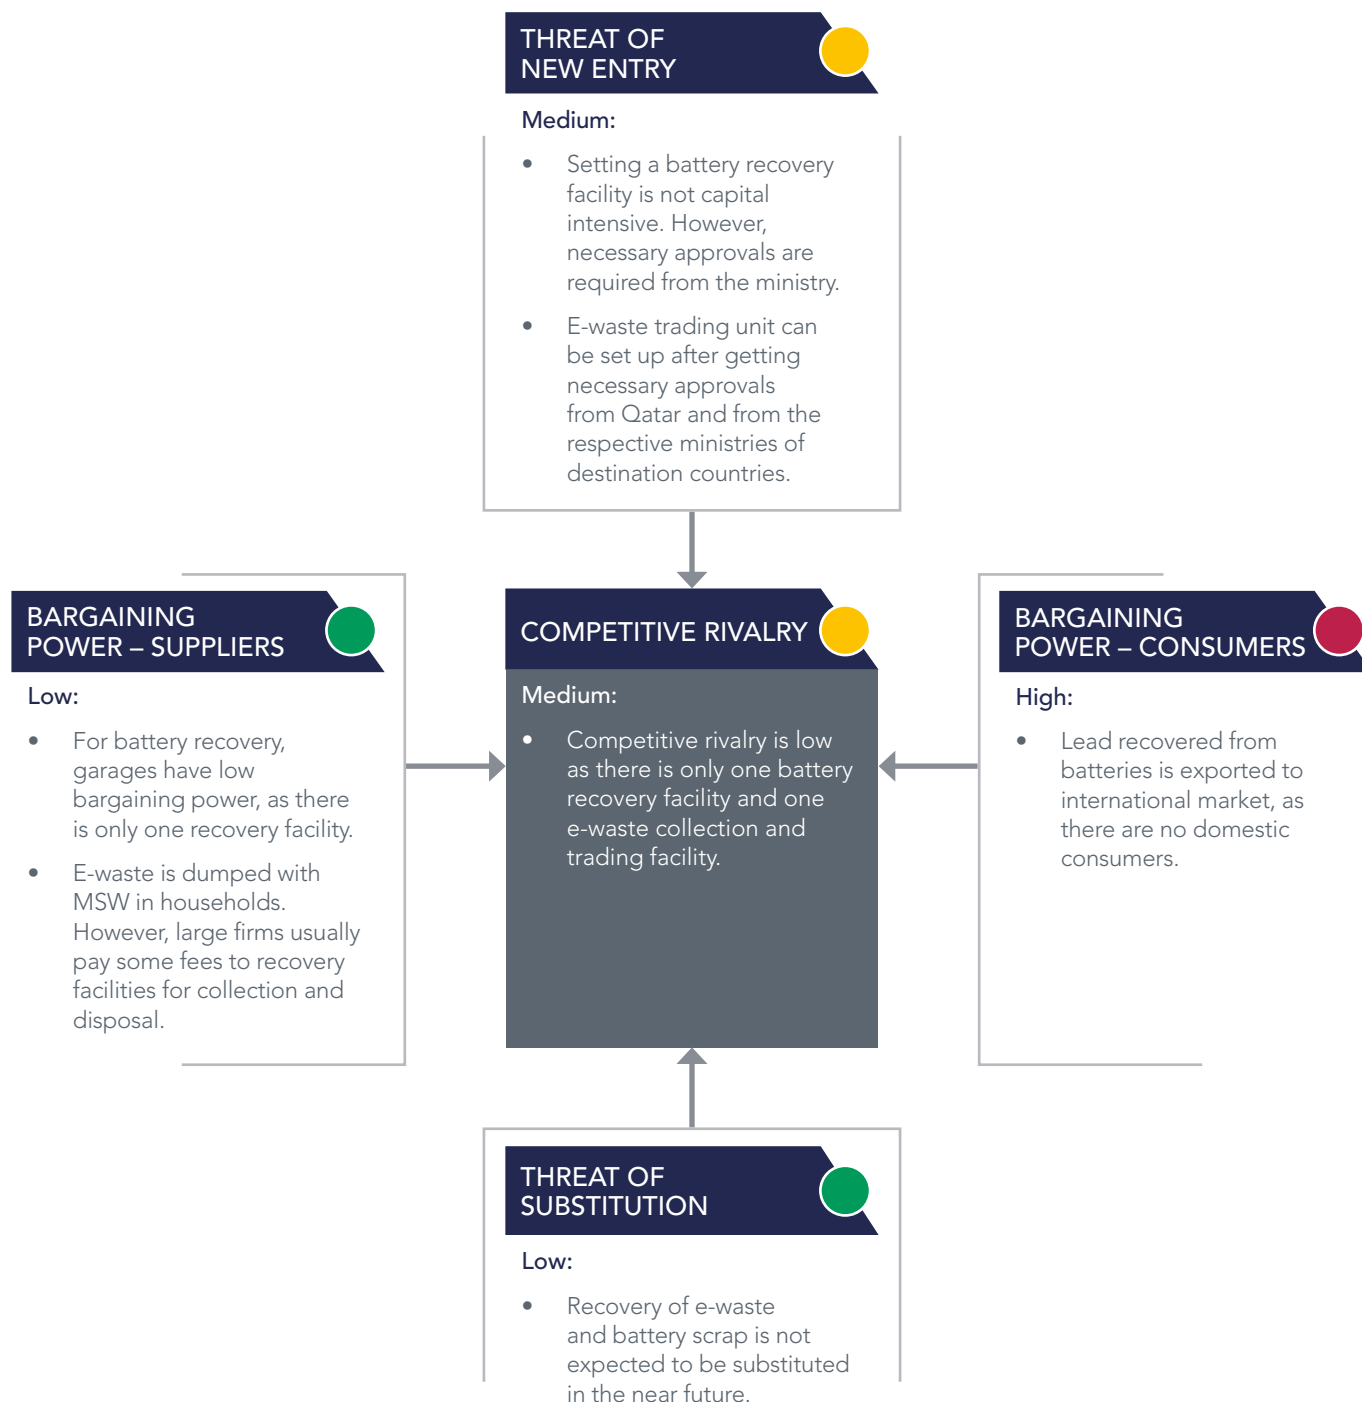 THREAT OF
NEW ENTRY
Medium:
• Setting a battery recovery
facility is not capital
intensive. However,
necessary approvals are
required from the ministry.
• E-waste trading unit can
be set up after getting
necessary approvals
from Qatar and from the
respective ministries of
destination countries.
BARGAINING
POWER – SUPPLIERS
Low:
• For battery recovery,
garages have low
bargaining power, as there
is only one recovery facility.
• E-waste is dumped with
MSW in households.
However, large firms usually
pay some fees to recovery
facilities for collection and
disposal.
COMPETITIVE RIVALRY
Medium:
• Competitive rivalry is low
as there is only one battery
recovery facility and one
e-waste collection and
trading facility.
BARGAINING
POWER – CONSUMERS
High:
• Lead recovered from
batteries is exported to
international market, as
there are no domestic
consumers.
THREAT OF
SUBSTITUTION
Low:
• Recovery of e-waste
and battery scrap is not
expected to be substituted
in the near future.